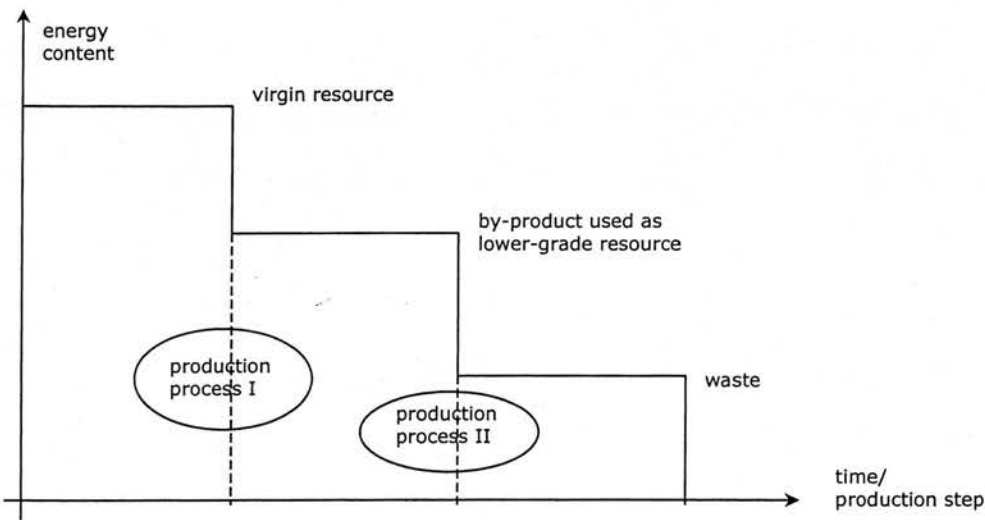 energy
content
virgin resource
by-product used as
lower-grade resource
production
process I
waste
production
process II
time/
production step